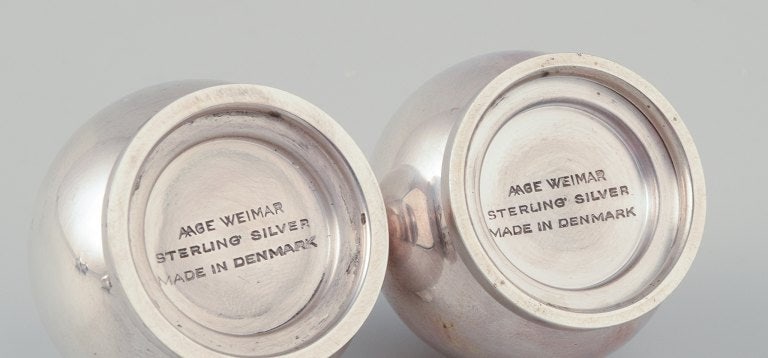 AAGE WEIMAR
STERLING SILVER
MADE IN DENMARK
AAGE WEIMAR
STERLING SILVER
MADE IN DENMARK